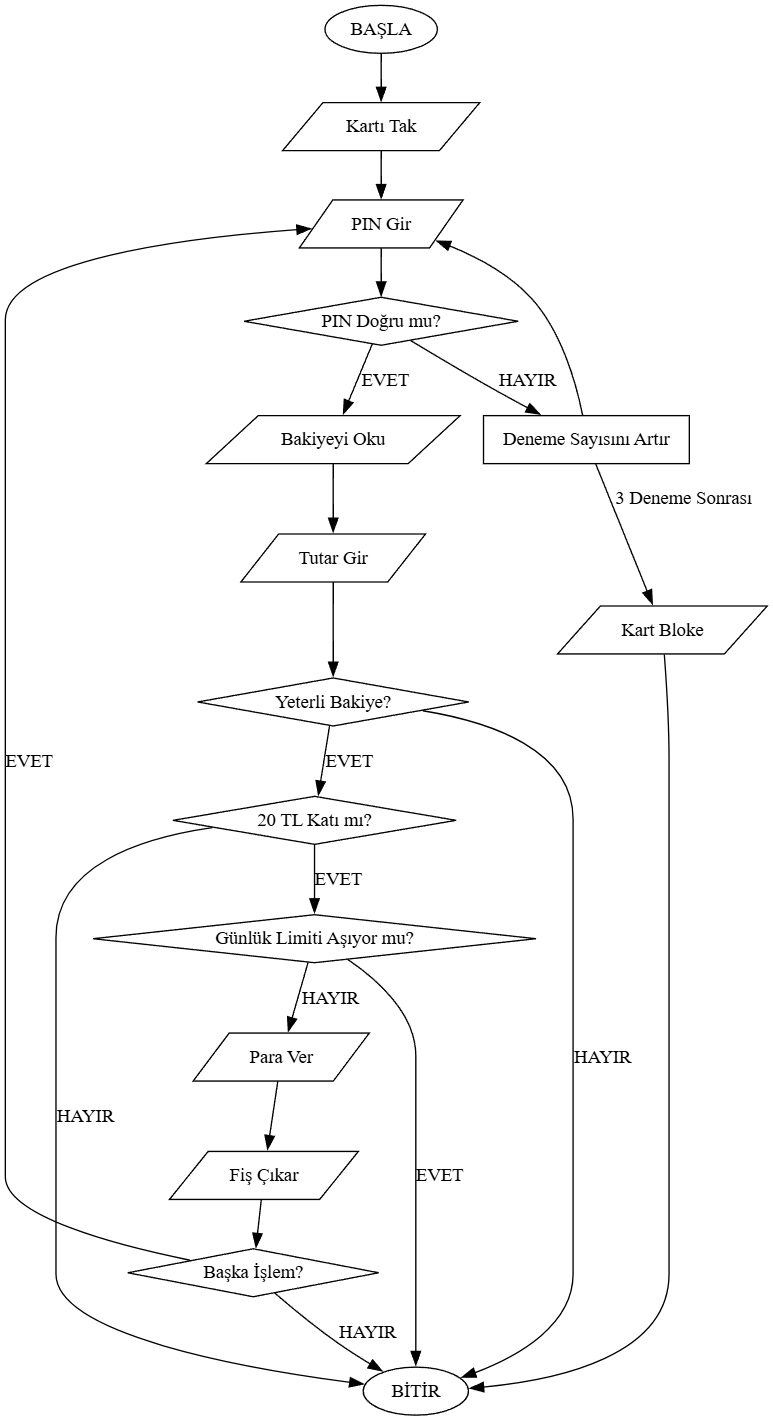 BAŞLA
Kartı Tak
PIN Gir
PIN Doğru mu?
EVET
HAYIR
Bakiyeyi Oku
Deneme Sayısını Artır
3 Deneme Sonrası
Tutar Gir
Kart Bloke
Yeterli Bakiye?
EVET
EVET
20 TL Katı mı?
EVET
Günlük Limiti Aşıyor mu?
HAYIR
Para Ver
HAYIR
HAYIR
Fiş Çıkar
EVET
Başka İşlem?
HAYIR
BİTİR